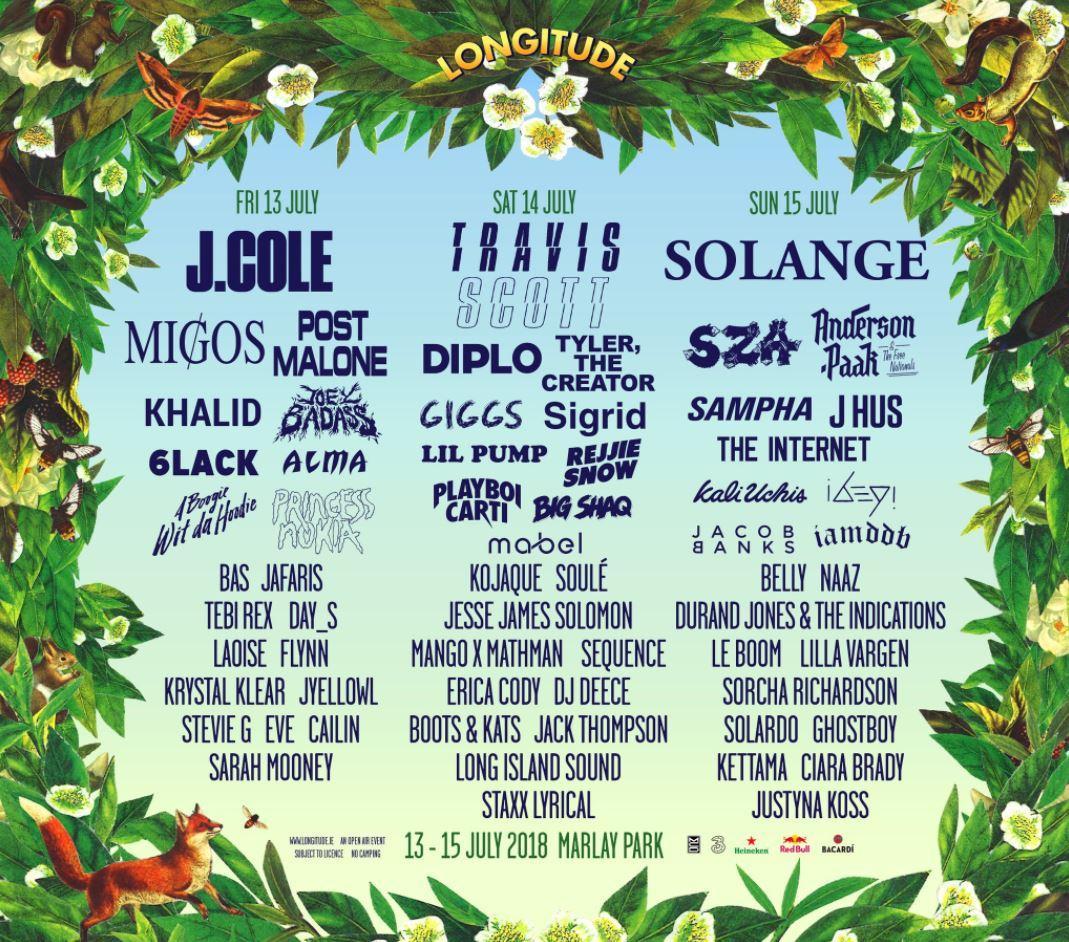 LONGITUDE
FRI 13 JULY
J.COLE
MIGOS
POST
MALONE
KHALID
JOEY
BADASS
6LACK
ALMA
A Boogie
Wit da Hoodie
PRINCESS
NOKIA
BAS JAFARIS
TEBI REX DAY_S
LAOISE FLYNN
KRYSTAL KLEAR JYELLOWL
STEVIE G EVE CAILIN
SARAH MOONEY
SAT 14 JULY
TRAVIS
SCOTT
DIPLO
TYLER,
THE
CREATOR
GIGGS
Sigrid
LIL PUMP
REJJIE
SNOW
PLAYBOI
CARTI
BIG SHAQ
mabel
KOJAQUE SOULÉ
JESSE JAMES SOLOMON
MANGO X MATHMAN SEQUENCE
ERICA CODY DJ DEECE
BOOTS & KATS JACK THOMPSON
LONG ISLAND SOUND
STAXX LYRICAL
SUN 15 JULY
SOLANGE
SZA
Anderson
.Paak
& The Free
Nationals
SAMPHA
J HUS
THE INTERNET
Kali Uchis
ibeyi
JACOB
BANKS
iamddb
BELLY NAAZ
DURAND JONES & THE INDICATIONS
LE BOOM LILLA VARGEN
SORCHA RICHARDSON
SOLARDO GHOSTBOY
KETTAMA CIARA BRADY
JUSTYNA KOSS
WWW.LONGITUDE.IE AN OPEN AIR EVENT
SUBJECT TO LICENCE NO CAMPING
13 - 15 JULY 2018 MARLAY PARK
3
Heineken
Red Bull
BACARDÍ